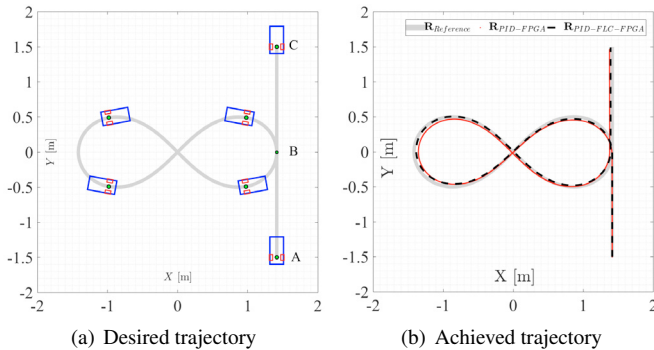 2
1.5
1
0.5
0
-0.5
-1
-1.5
-2
-2 -1 0 1 2
Y [m]
X [m]
C
B
A
(a) Desired trajectory
R_Reference R_PID-FPGA R_PID-FLC-FPGA
2
1.5
1
0.5
0
-0.5
-1
-1.5
-2
-2 -1 0 1 2
Y [m]
X [m]
(b) Achieved trajectory